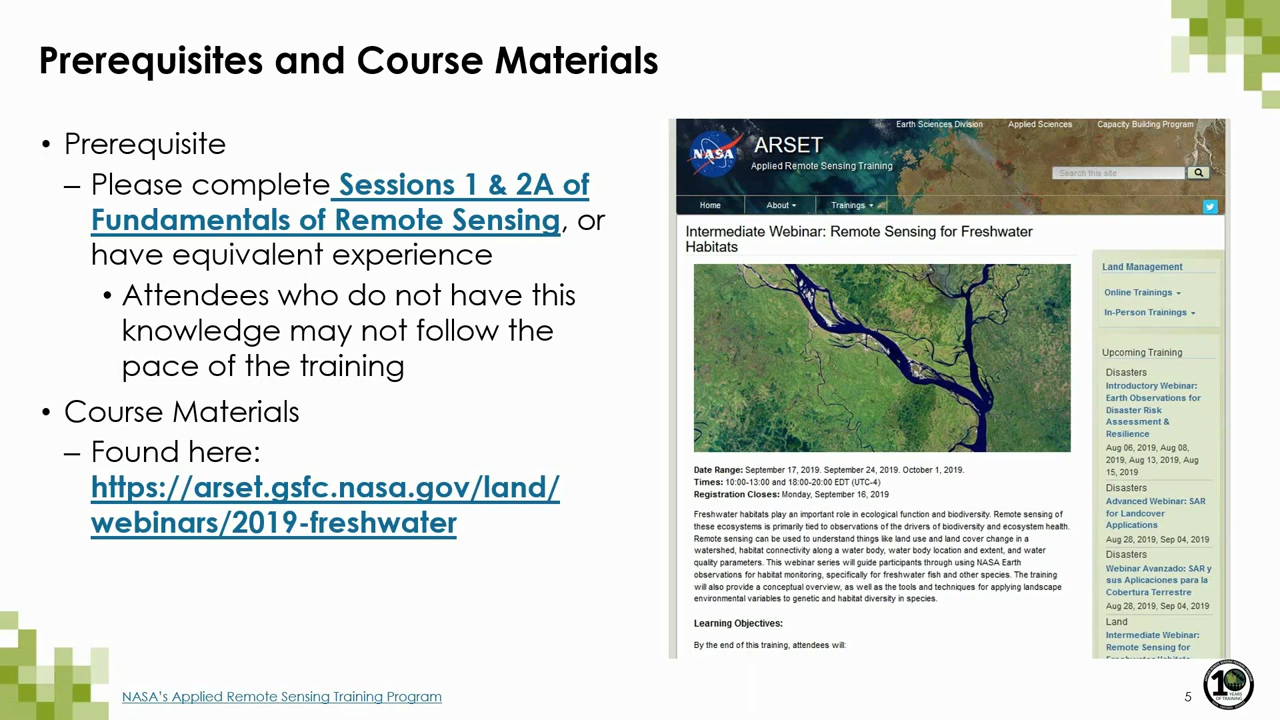 Prerequisites and Course Materials
• Prerequisite
– Please complete Sessions 1 & 2A of
Fundamentals of Remote Sensing, or
have equivalent experience
• Attendees who do not have this
knowledge may not follow the
pace of the training
• Course Materials
– Found here:
https://arset.gsfc.nasa.gov/land/
webinars/2019-freshwater
Earth Sciences Division Applied Sciences Capacity Building Program
NASA
ARSET
Applied Remote Sensing Training
Search this site
Home About Trainings
Intermediate Webinar: Remote Sensing for Freshwater
Habitats
Date Range: September 17, 2019. September 24, 2019. October 1, 2019.
Times: 10:00-13:00 and 18:00-20:00 EDT (UTC-4)
Registration Closes: Monday, September 16, 2019
Freshwater habitats play an important role in ecological function and biodiversity. Remote sensing of
these ecosystems is primarily tied to observations of the drivers of biodiversity and ecosystem health.
Remote sensing can be used to understand things like land use and land cover change in a
watershed, habitat connectivity along a water body, water body location and extent, and water
quality parameters. This webinar series will guide participants through using NASA Earth
observations for habitat monitoring, specifically for freshwater fish and other species. The training
will also provide a conceptual overview, as well as the tools and techniques for applying landscape
environmental variables to genetic and habitat diversity in species.
Learning Objectives:
By the end of this training, attendees will:
Land Management
Online Trainings
In-Person Trainings
Upcoming Training
Disasters
Introductory Webinar:
Earth Observations for
Disaster Risk
Assessment &
Resilience
Aug 06, 2019, Aug 08,
2019, Aug 13, 2019, Aug
15, 2019
Disasters
Advanced Webinar: SAR
for Landcover
Applications
Aug 28, 2019, Sep 04, 2019
Disasters
Webinar Avanzado: SAR y
sus Aplicaciones para la
Cobertura Terrestre
Aug 28, 2019, Sep 04, 2019
Land
Intermediate Webinar:
Remote Sensing for
Freshwater Habitats
NASA's Applied Remote Sensing Training Program
5
10
YEARS
OF TRAINING